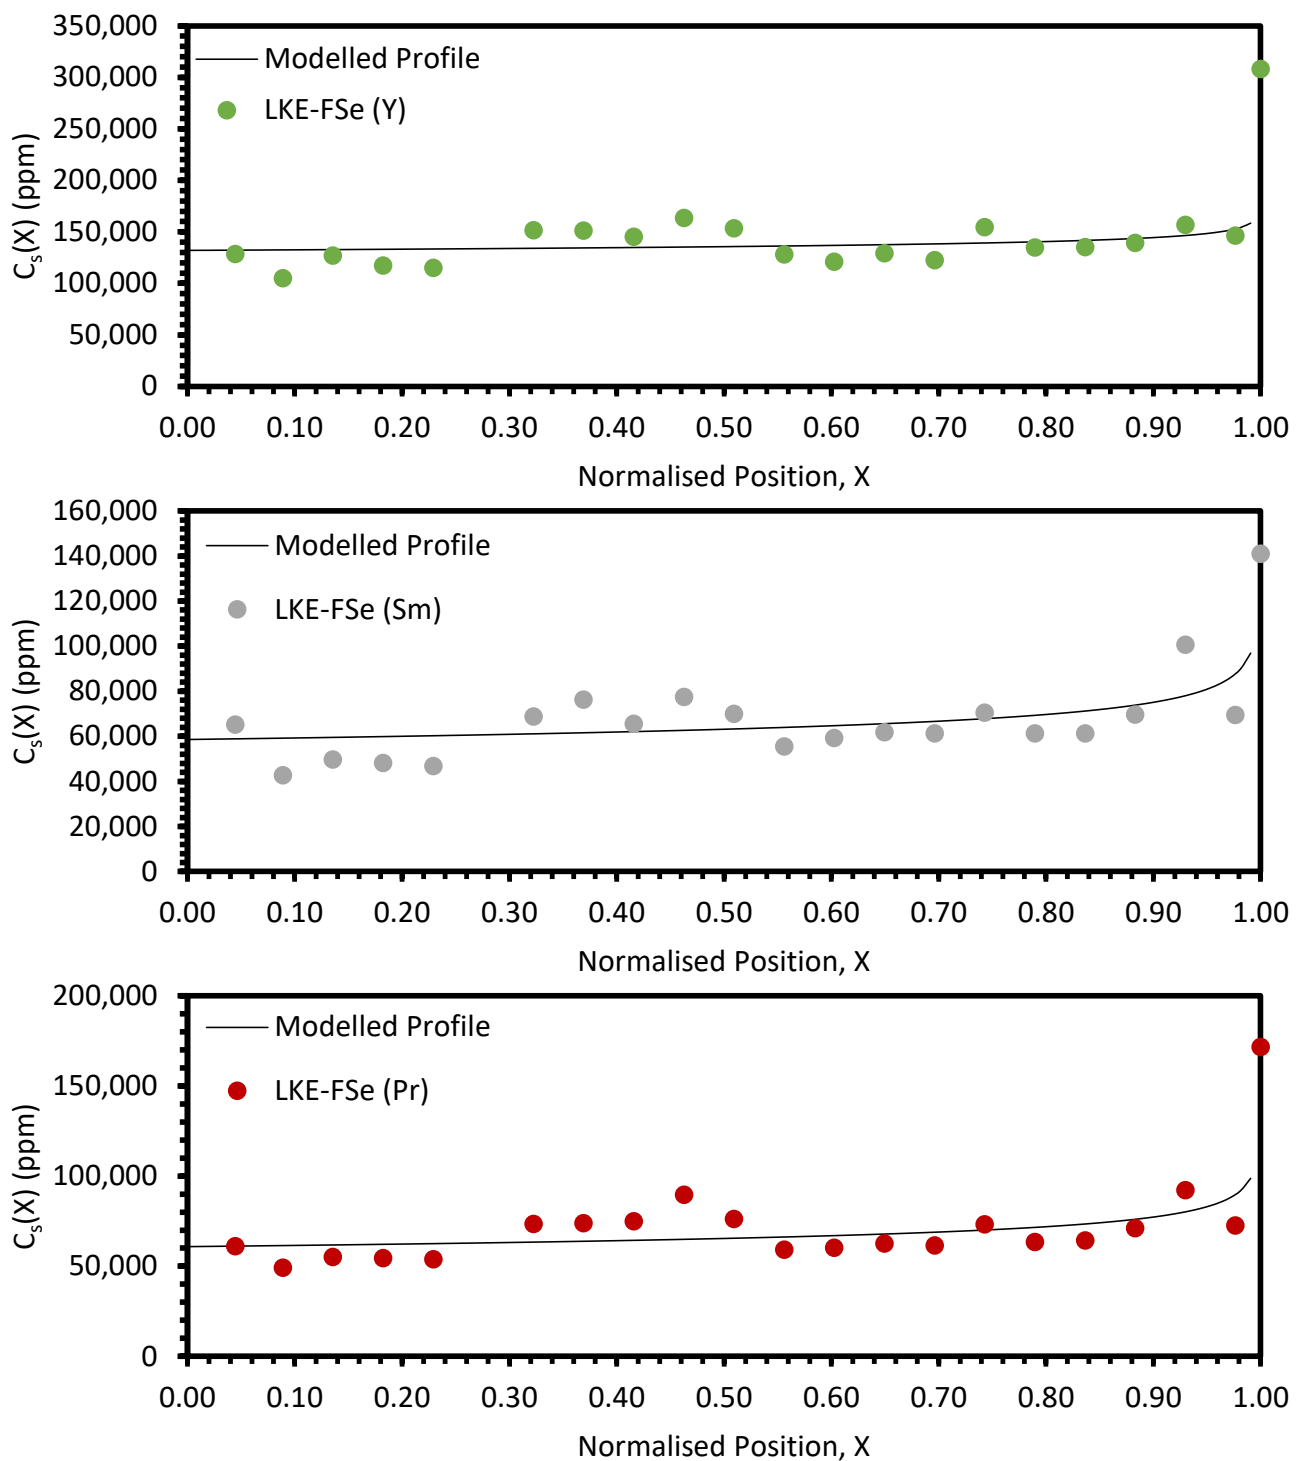 350,000
300,000
250,000
200,000
150,000
100,000
50,000
0
C_s(X) (ppm)
Modelled Profile
LKE-FSe (Y)
0.00 0.10 0.20 0.30 0.40 0.50 0.60 0.70 0.80 0.90 1.00
Normalised Position, X
160,000
140,000
120,000
100,000
80,000
60,000
40,000
20,000
0
C_s(X) (ppm)
Modelled Profile
LKE-FSe (Sm)
0.00 0.10 0.20 0.30 0.40 0.50 0.60 0.70 0.80 0.90 1.00
Normalised Position, X
200,000
150,000
100,000
50,000
0
C_s(X) (ppm)
Modelled Profile
LKE-FSe (Pr)
0.00 0.10 0.20 0.30 0.40 0.50 0.60 0.70 0.80 0.90 1.00
Normalised Position, X